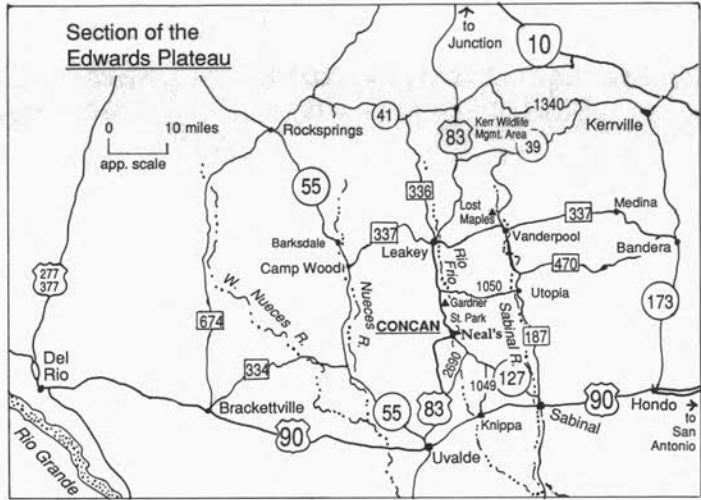 Section of the
Edwards Plateau
0 10 miles
app. scale
to
Junction
10
Rocksprings
41
83
Kerr Wildlife
Mgmt. Area
1340
39
Kerrville
55
336
Lost
Maples
337
Medina
Barksdale
337
Leakey
Vanderpool
Bandera
Camp Wood
470
277
377
W. Nueces R.
Nueces R.
Rio
Frio
1050
Utopia
Gardner
St. Park
173
674
CONCAN
Neal's
Sabinal R.
187
Del
Rio
334
2690
1049
127
Brackettville
55
83
90
Hondo
90
Knippa
Sabinal
to
San
Antonio
Uvalde
Rio Grande